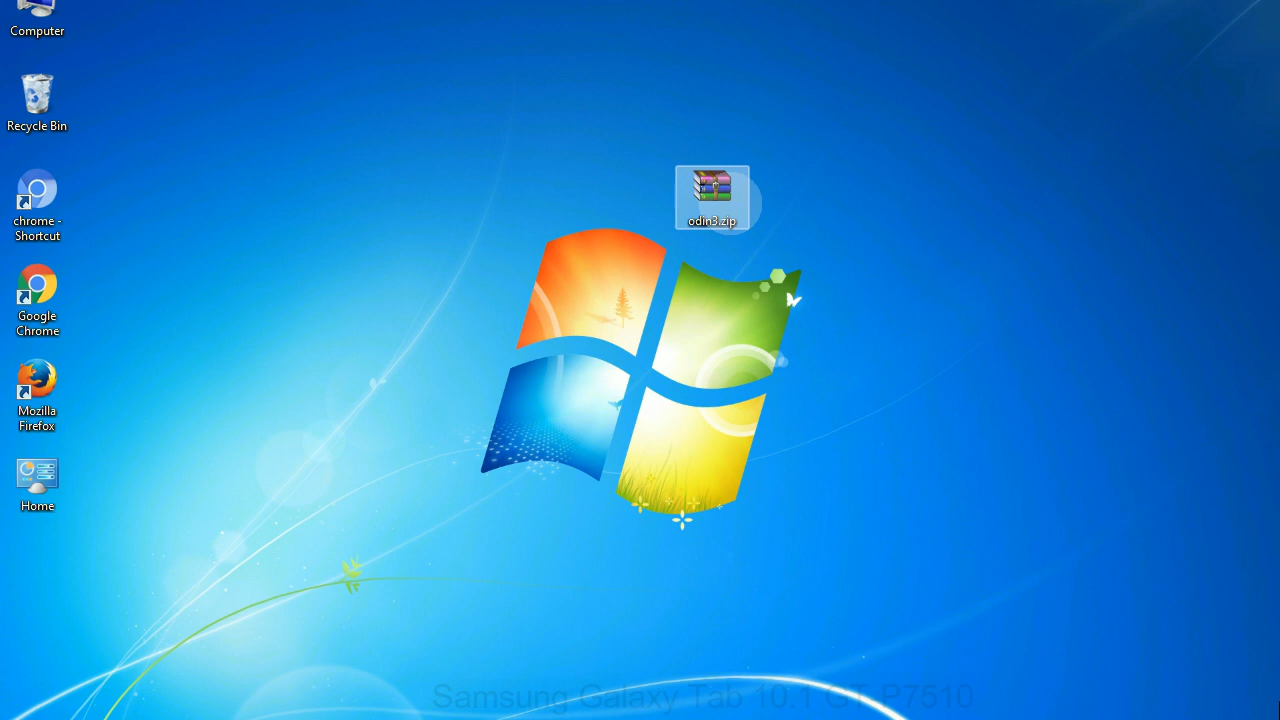 Computer
Recycle Bin
chrome -
Shortcut
Google
Chrome
Mozilla
Firefox
Home
odin3.zip
Samsung Galaxy Tab 10.1 GT-P7510